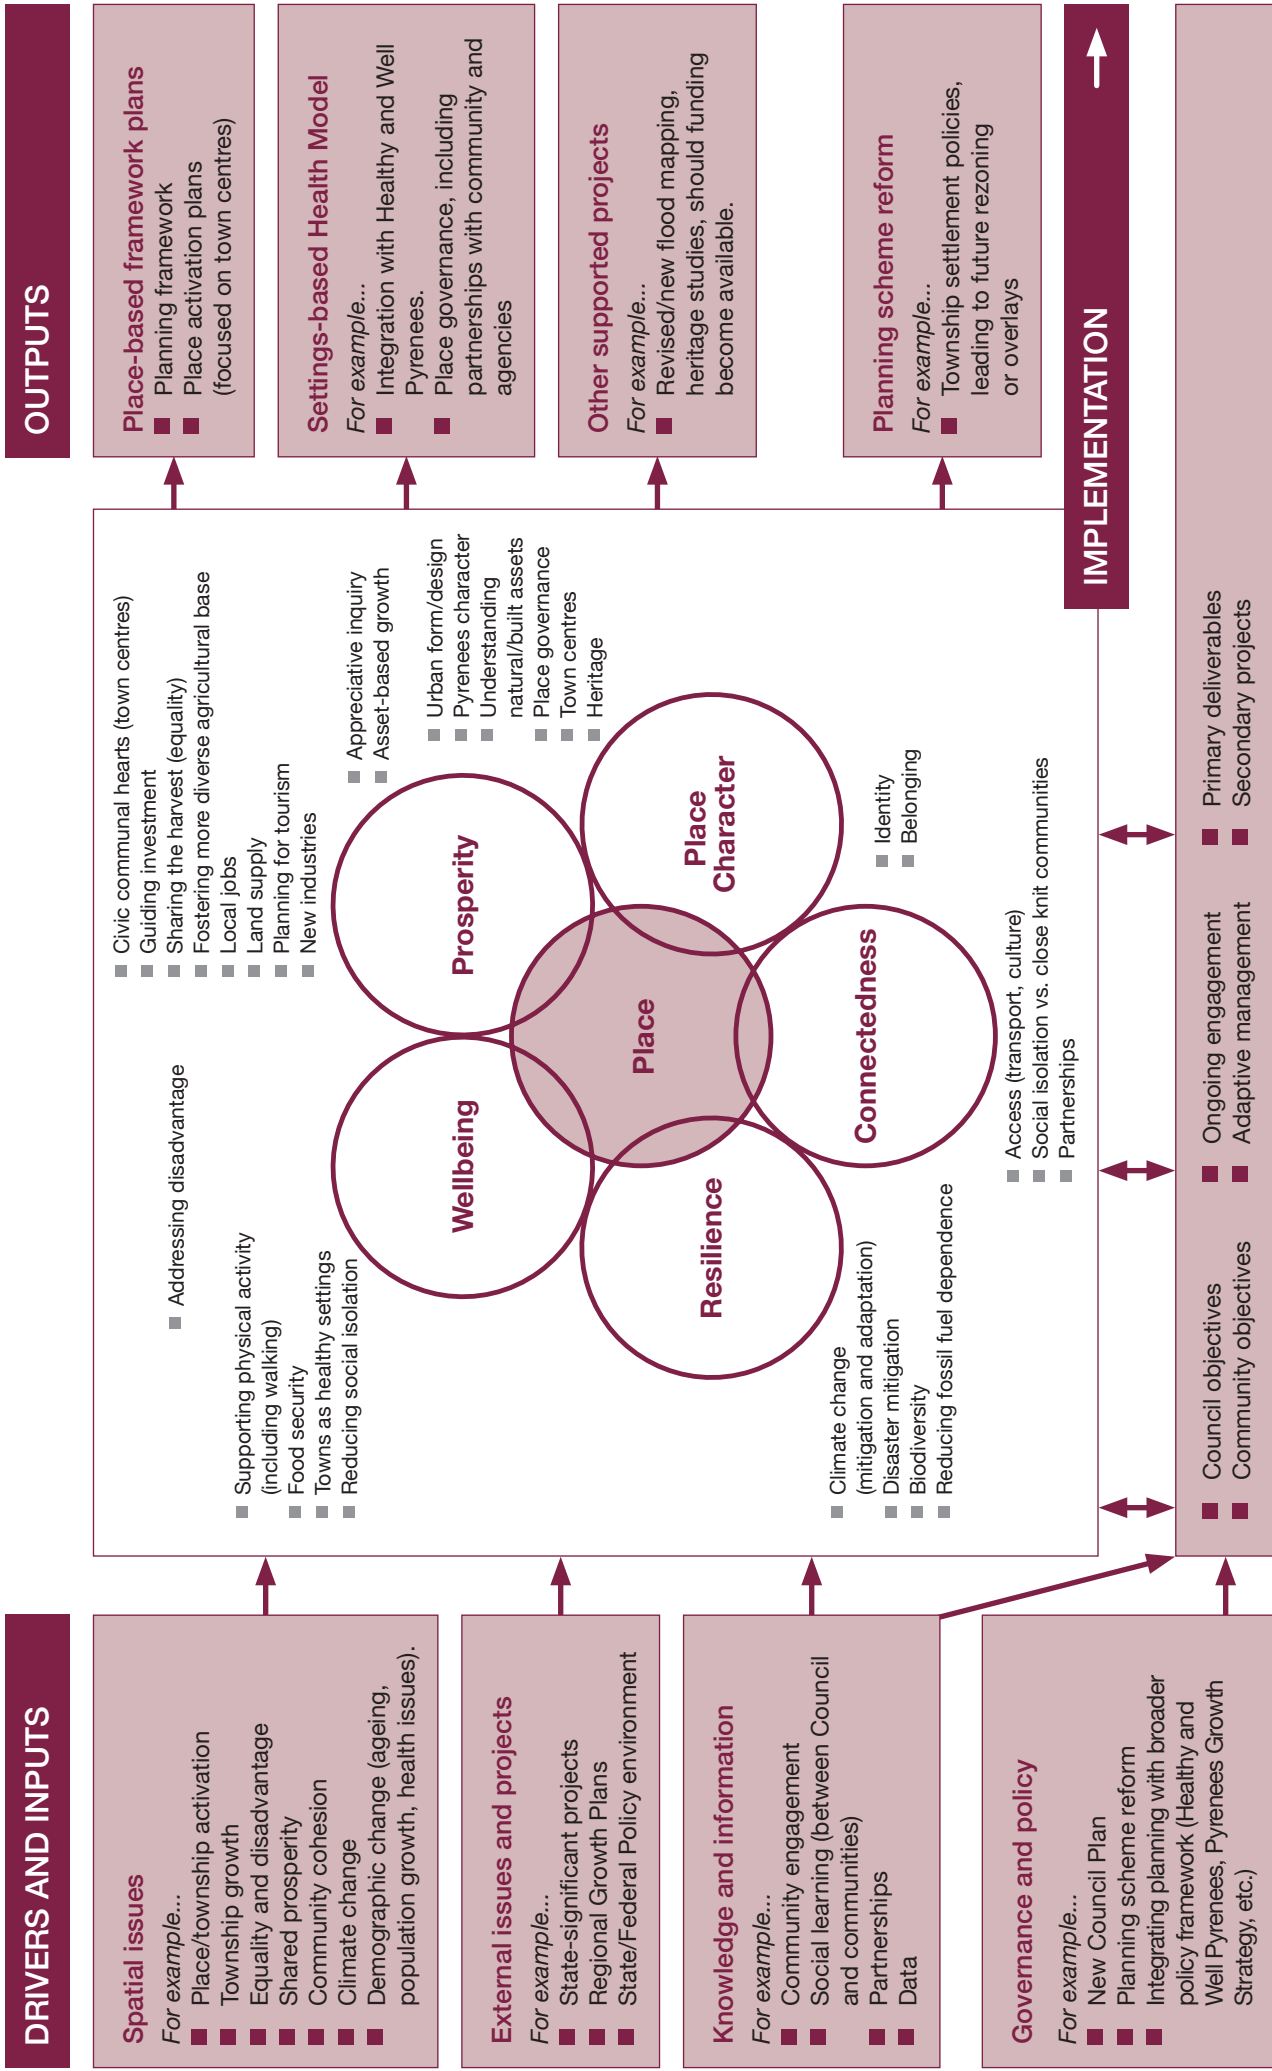 DRIVERS AND INPUTS
Spatial issues
For example...
Place/township activation
Township growth
Equality and disadvantage
Shared prosperity
Community cohesion
Climate change
Demographic change (ageing,
population growth, health issues).
External issues and projects
For example...
State-significant projects
Regional Growth Plans
State/Federal Policy environment
Knowledge and information
For example...
Community engagement
Social learning (between Council
and communities)
Partnerships
Data
Governance and policy
For example...
New Council Plan
Planning scheme reform
Integrating planning with broader
policy framework (Healthy and
Well Pyrenees, Pyrenees Growth
Strategy, etc.)
Addressing disadvantage
Supporting physical activity
(including walking)
Food security
Towns as healthy settings
Reducing social isolation
Civic communal hearts (town centres)
Guiding investment
Sharing the harvest (equality)
Fostering more diverse agricultural base
Local jobs
Land supply
Planning for tourism
New industries
Appreciative inquiry
Asset-based growth
Urban form/design
Pyrenees character
Understanding
natural/built assets
Place governance
Town centres
Heritage
Wellbeing
Prosperity
Place
Place
Character
Resilience
Connectedness
Identity
Belonging
Climate change
(mitigation and adaptation)
Disaster mitigation
Biodiversity
Reducing fossil fuel dependence
Access (transport, culture)
Social isolation vs. close knit communities
Partnerships
OUTPUTS
Place-based framework plans
Planning framework
Place activation plans
(focused on town centres)
Settings-based Health Model
For example...
Integration with Healthy and Well
Pyrenees.
Place governance, including
partnerships with community and
agencies
Other supported projects
For example...
Revised/new flood mapping,
heritage studies, should funding
become available.
Planning scheme reform
For example...
Township settlement policies,
leading to future rezoning
or overlays
IMPLEMENTATION
Council objectives
Community objectives
Ongoing engagement
Adaptive management
Primary deliverables
Secondary projects